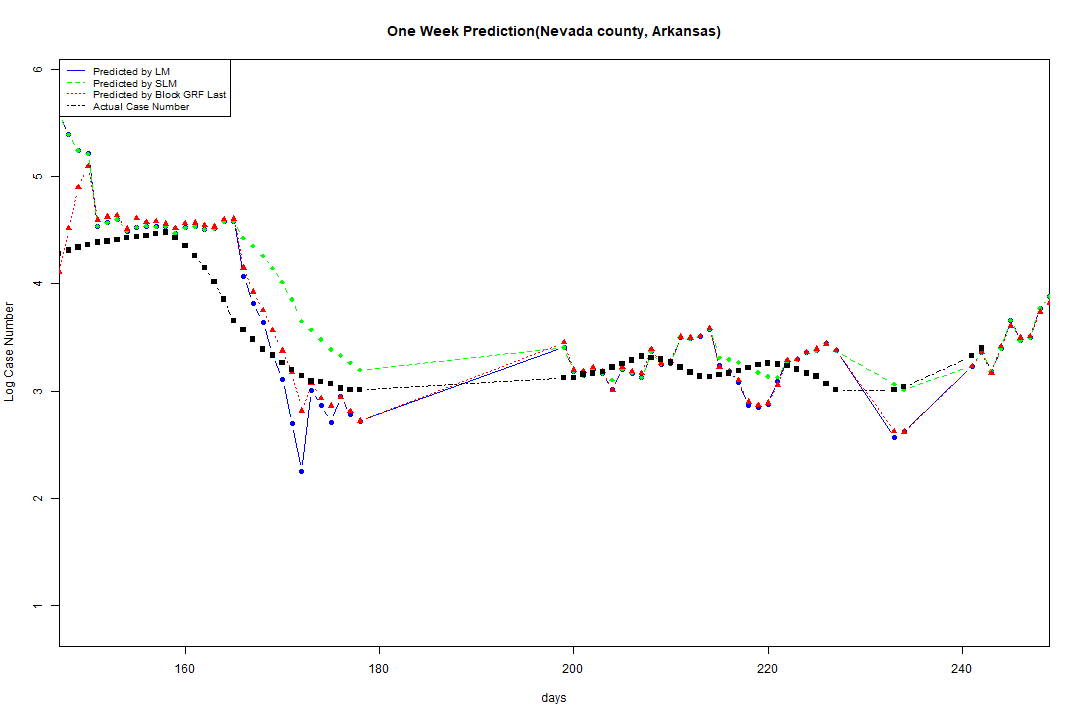 One Week Prediction(Nevada county, Arkansas)
6
5
4
3
2
1
Log Case Number
Predicted by LM
Predicted by SLM
Predicted by Block GRF Last
Actual Case Number
160
180
200
220
240
days